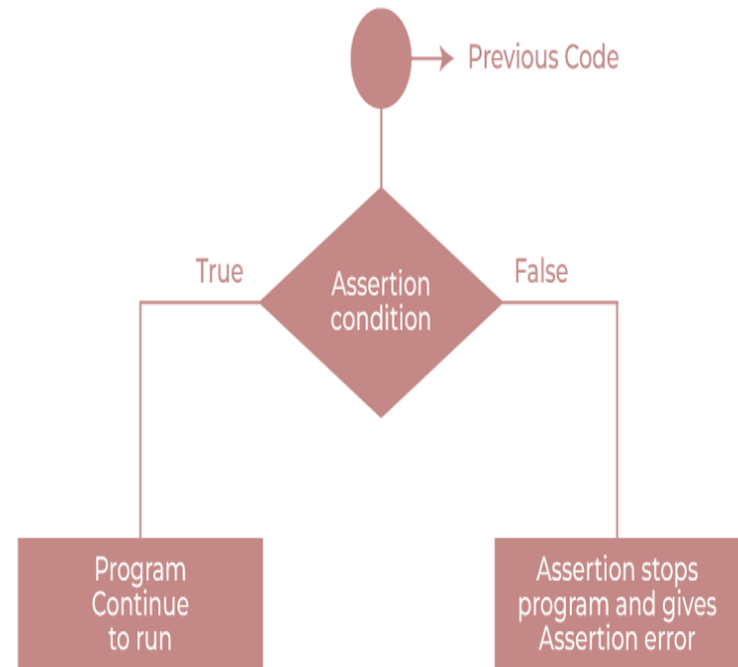 Previous Code
True
False
Assertion
condition
Program
Continue
to run
Assertion stops
program and gives
Assertion error